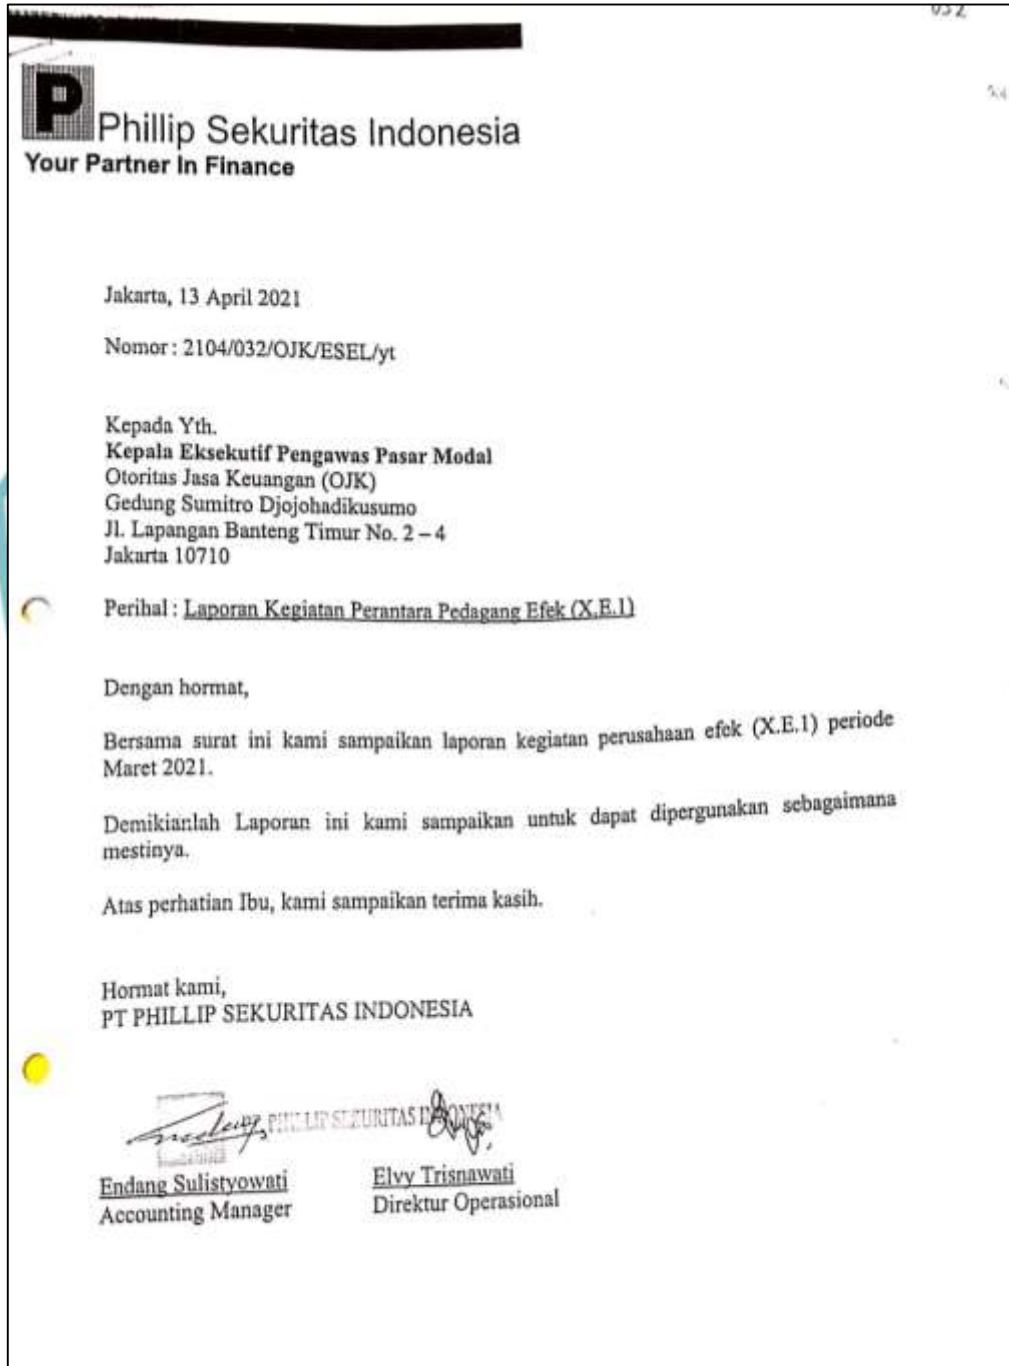 032
P
Phillip Sekuritas Indonesia
Your Partner In Finance
Jakarta, 13 April 2021
Nomor : 2104/032/OJK/ESEL/yt
Kepada Yth.
Kepala Eksekutif Pengawas Pasar Modal
Otoritas Jasa Keuangan (OJK)
Gedung Sumitro Djojohadikusumo
Jl. Lapangan Banteng Timur No. 2 – 4
Jakarta 10710
Perihal : Laporan Kegiatan Perantara Pedagang Efek (X.E.1)
Dengan hormat,
Bersama surat ini kami sampaikan laporan kegiatan perusahaan efek (X.E.1) periode
Maret 2021.
Demikianlah Laporan ini kami sampaikan untuk dapat dipergunakan sebagaimana
mestinya.
Atas perhatian Ibu, kami sampaikan terima kasih.
Hormat kami,
PT PHILLIP SEKURITAS INDONESIA
PHILLIP SEKURITAS INDONESIA
Endang Sulistyowati
Accounting Manager
Elvy Trisnawati
Direktur Operasional